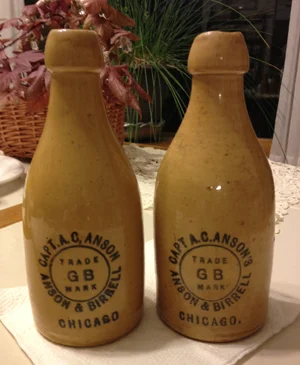 CAPT. A.C. ANSON
TRADE
GB
MARK
ANSON & BIRRELL
CHICAGO
CAPT A.C. ANSON'S
TRADE
GB
MARK
ANSON & BIRRELL
CHICAGO.